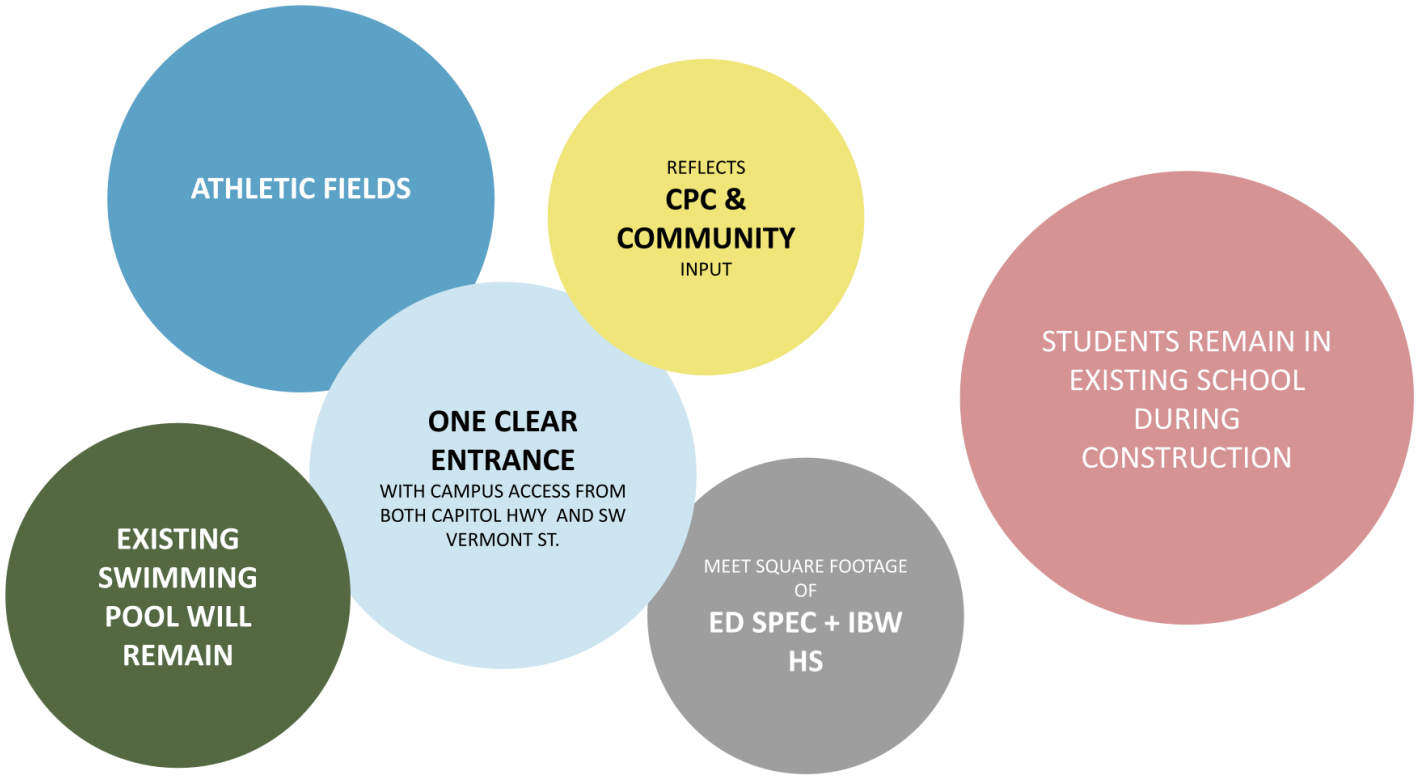 ATHLETIC FIELDS
REFLECTS
CPC &
COMMUNITY
INPUT
ONE CLEAR
ENTRANCE
WITH CAMPUS ACCESS FROM
BOTH CAPITOL HWY  AND SW
VERMONT ST.
EXISTING
SWIMMING
POOL WILL
REMAIN
MEET SQUARE FOOTAGE
OF
ED SPEC + IBW
HS
STUDENTS REMAIN IN
EXISTING SCHOOL
DURING
CONSTRUCTION